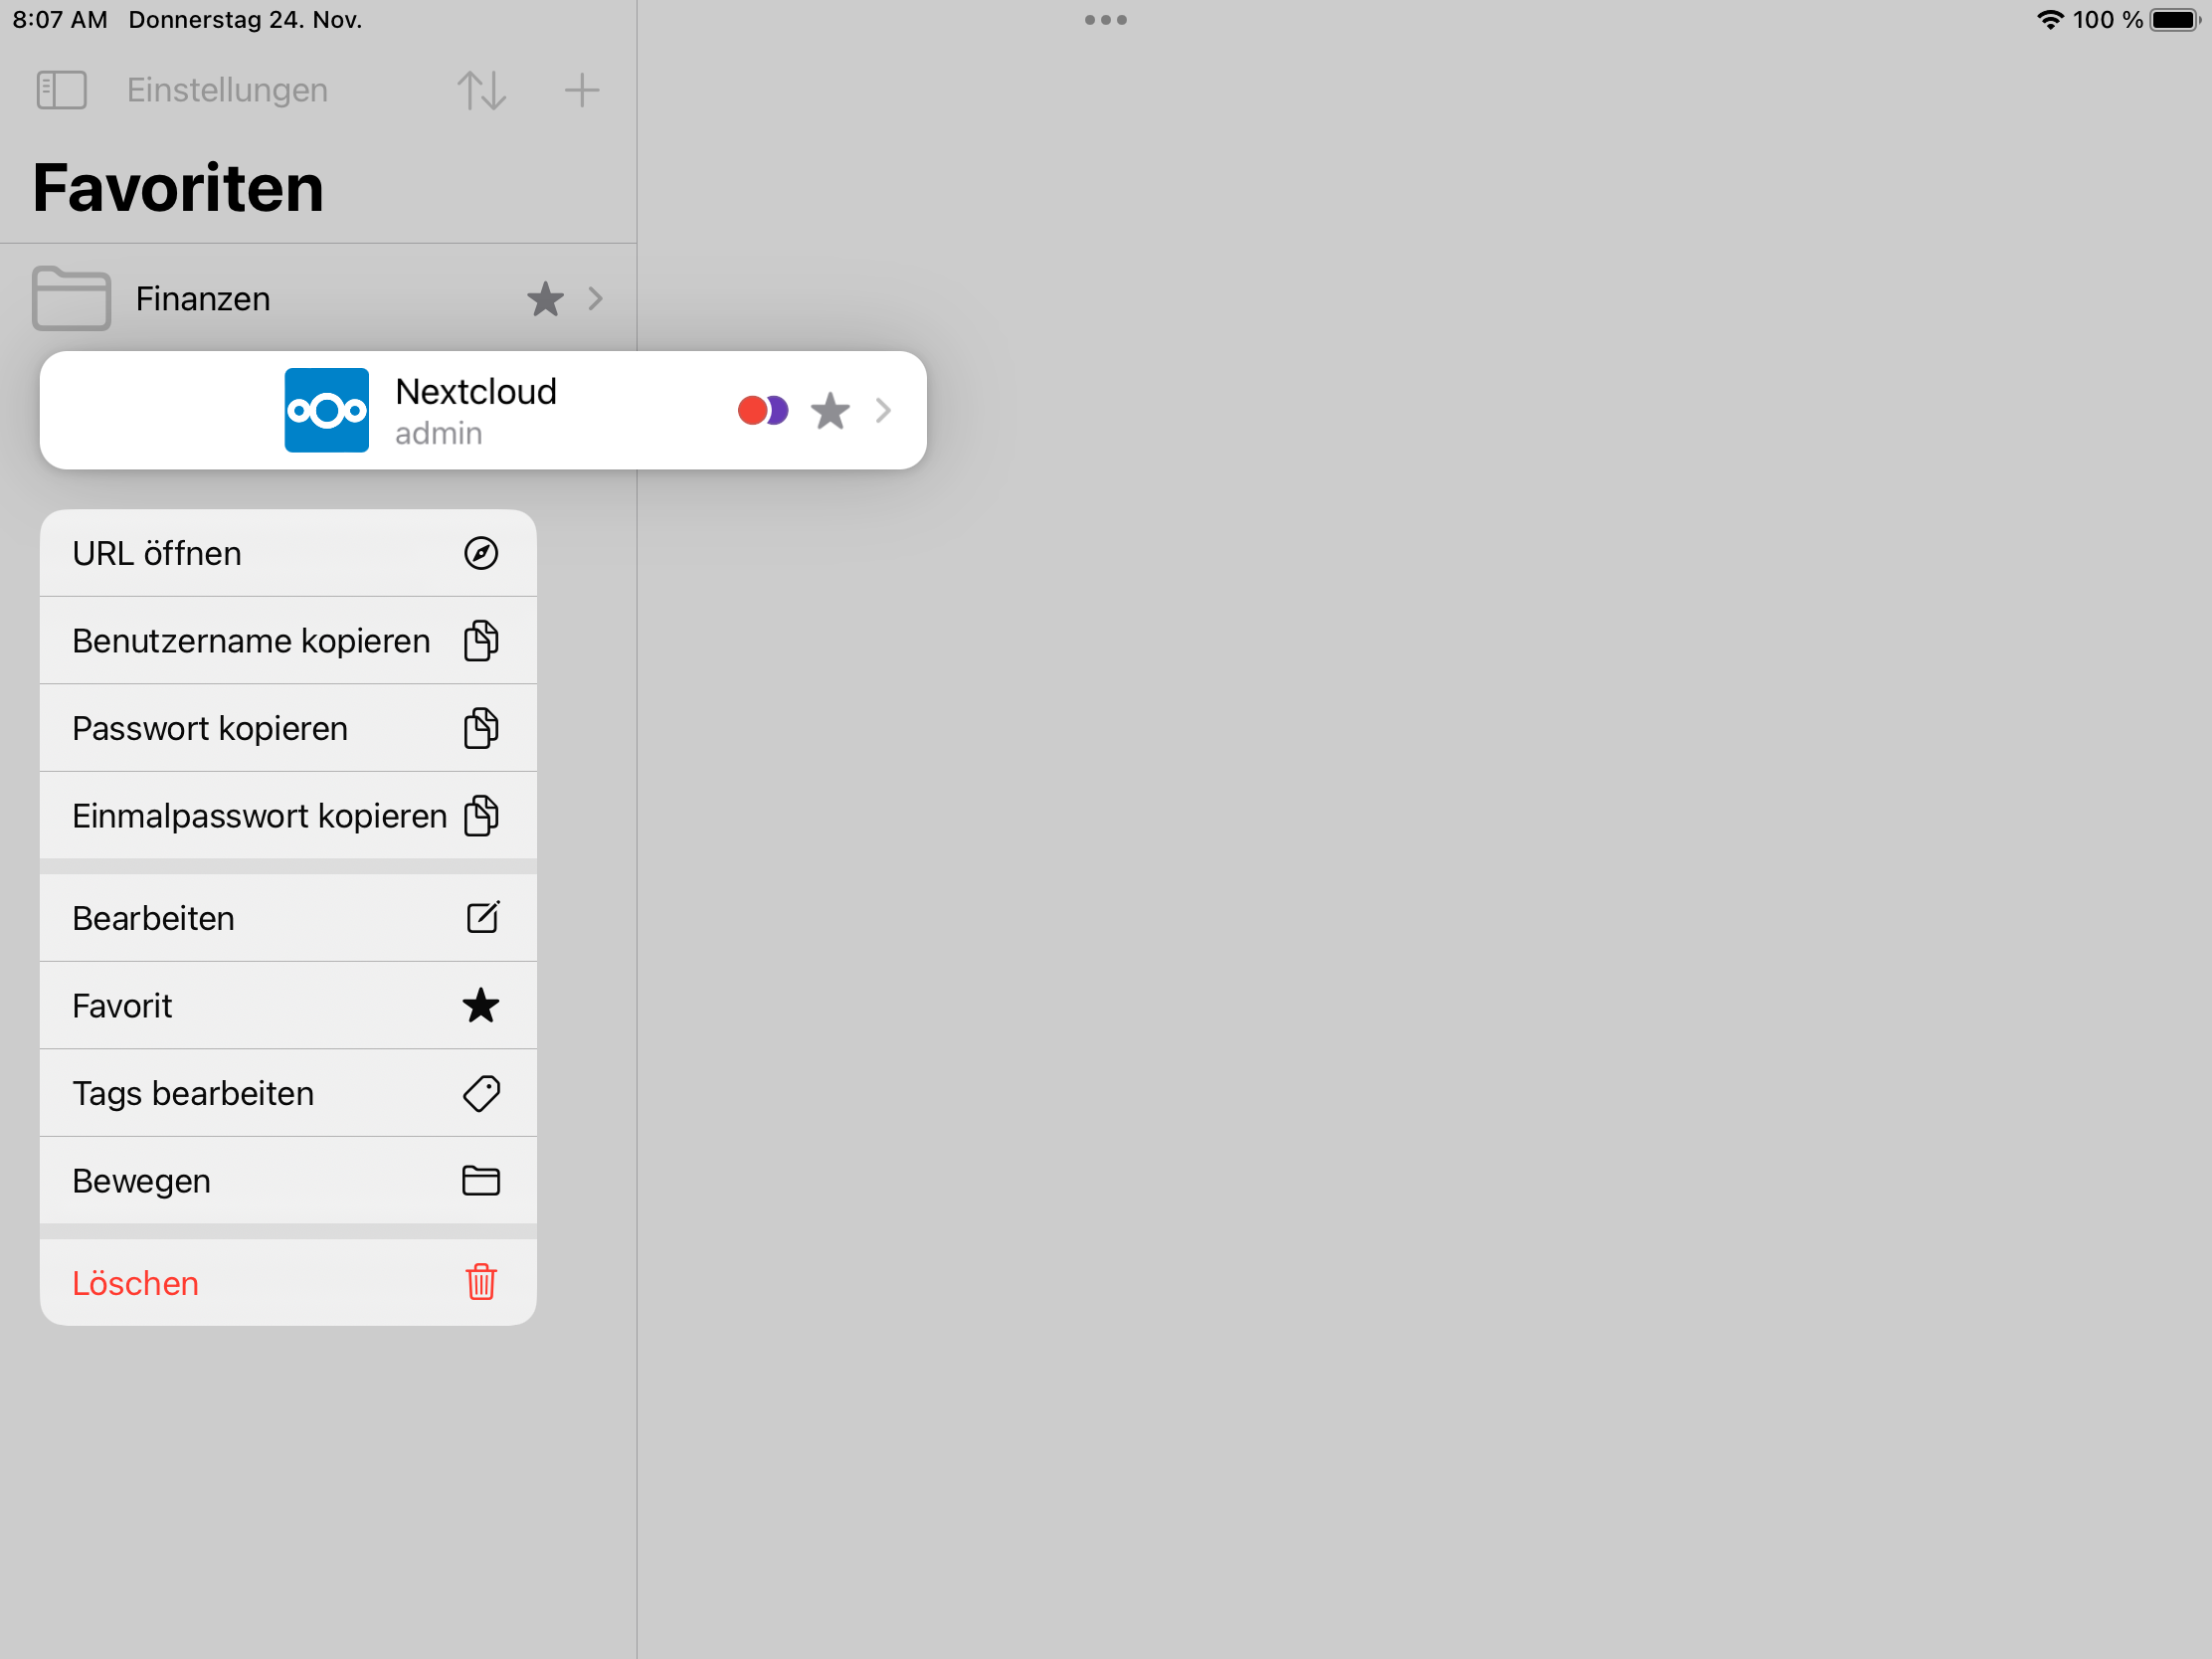 8:07 AM Donnerstag 24. Nov.
100 %
Einstellungen
Favoriten
Finanzen
Nextcloud
admin
URL öffnen
Benutzername kopieren
Passwort kopieren
Einmalpasswort kopieren
Bearbeiten
Favorit
Tags bearbeiten
Bewegen
Löschen